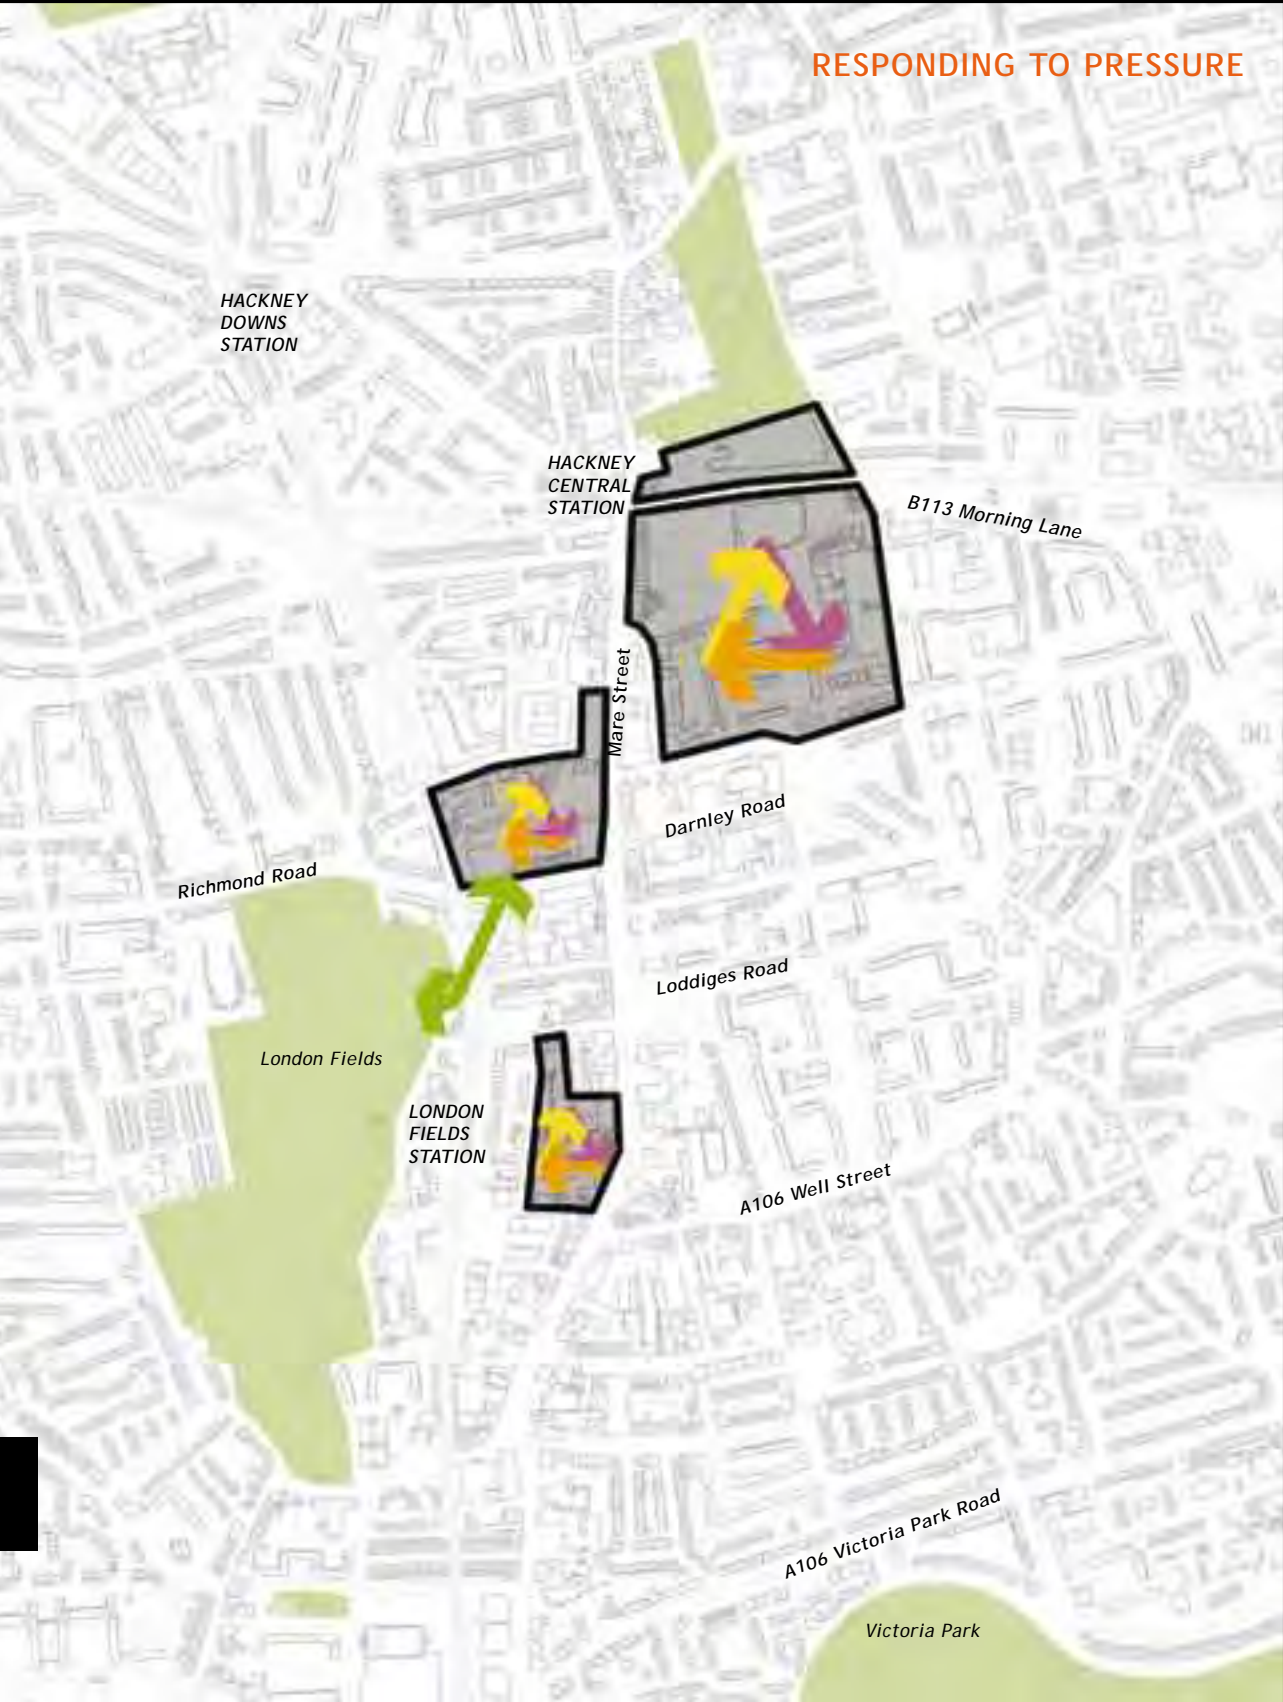 RESPONDING TO PRESSURE
HACKNEY
DOWNS
STATION
HACKNEY
CENTRAL
STATION
B113 Morning Lane
Mare Street
Darnley Road
Richmond Road
Loddiges Road
London Fields
LONDON
FIELDS
STATION
A106 Well Street
A106 Victoria Park Road
Victoria Park